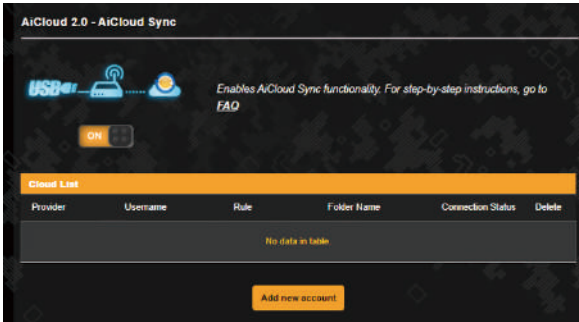 AiCloud 2.0 - AiCloud Sync
USB
Enables AiCloud Sync functionality. For step-by-step instructions, go to
FAQ
ON
Cloud List
Provider Username Rule Folder Name Connection Status Delete
No data in table
Add new account